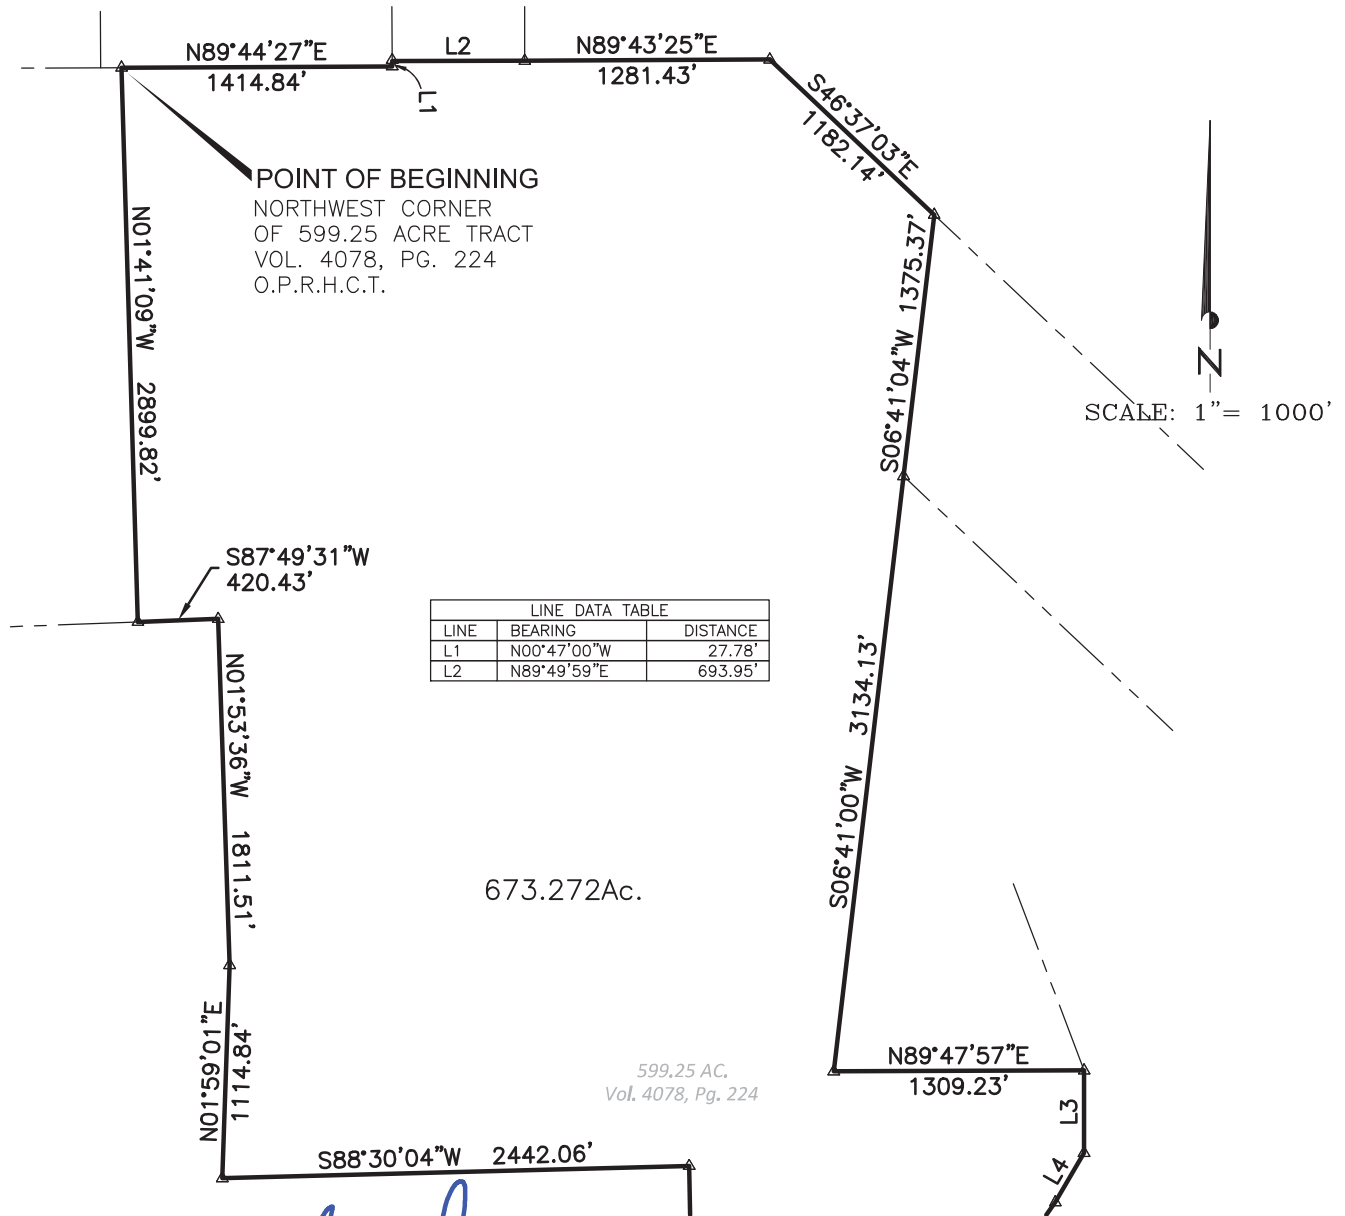 N89°44'27"E
1414.84'
L1
L2
N89°43'25"E
1281.43'
S46°37'03"E
1182.14'
POINT OF BEGINNING
NORTHWEST CORNER
OF 599.25 ACRE TRACT
VOL. 4078, PG. 224
O.P.R.H.C.T.
N01°41'09"W 2899.82'
S06°41'04"W 1375.37'
N
SCALE: 1"= 1000'
S87°49'31"W
420.43'
LINE DATA TABLE
LINE BEARING DISTANCE
L1 N00°47'00"W 27.78'
L2 N89°49'59"E 693.95'
N01°53'36"W 1811.51'
S06°41'00"W 3134.13'
673.272Ac.
N01°59'01"E
1114.84'
599.25 AC.
Vol. 4078, Pg. 224
N89°47'57"E
1309.23'
L3
L4
S88°30'04"W 2442.06'